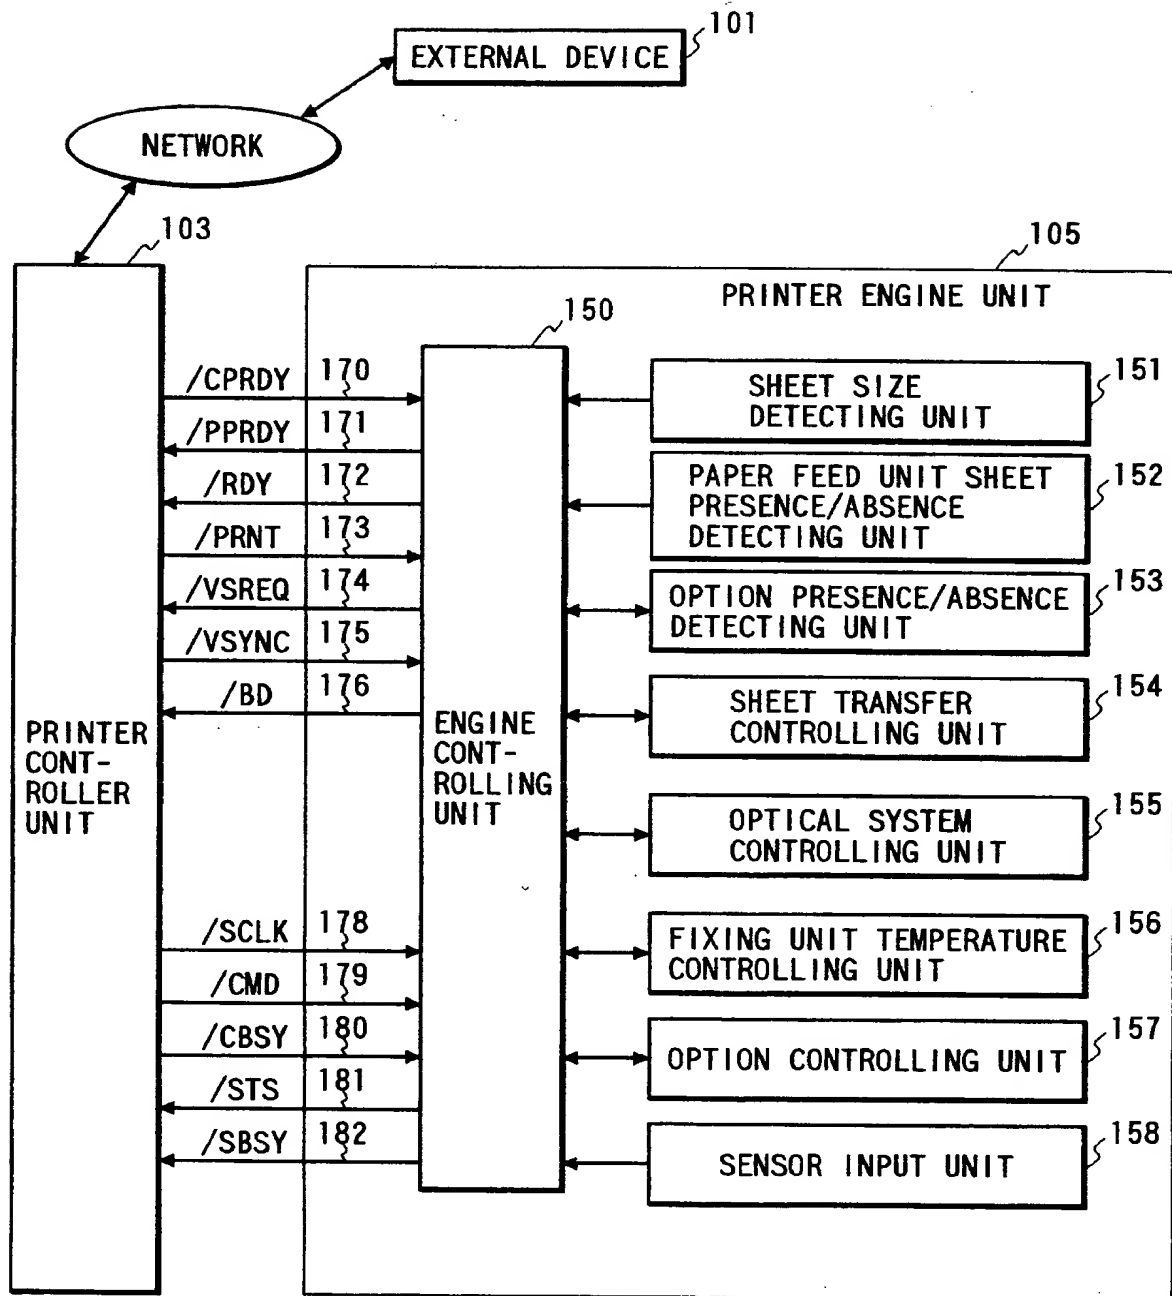 101
EXTERNAL DEVICE
NETWORK
103
105
PRINTER ENGINE UNIT
150
/CPRDY 170
/PPRDY 171
/RDY 172
/PRNT 173
/VSREQ 174
/VSYNC 175
/BD 176
PRINTER
CONT-
ROLLER
UNIT
ENGINE
CONT-
ROLLING
UNIT
/SCLK 178
/CMD 179
/CBSY 180
/STS 181
/SBSY 182
SHEET SIZE
DETECTING UNIT
151
PAPER FEED UNIT SHEET
PRESENCE/ABSENCE
DETECTING UNIT
152
OPTION PRESENCE/ABSENCE
DETECTING UNIT
153
SHEET TRANSFER
CONTROLLING UNIT
154
OPTICAL SYSTEM
CONTROLLING UNIT
155
FIXING UNIT TEMPERATURE
CONTROLLING UNIT
156
OPTION CONTROLLING UNIT
157
SENSOR INPUT UNIT
158